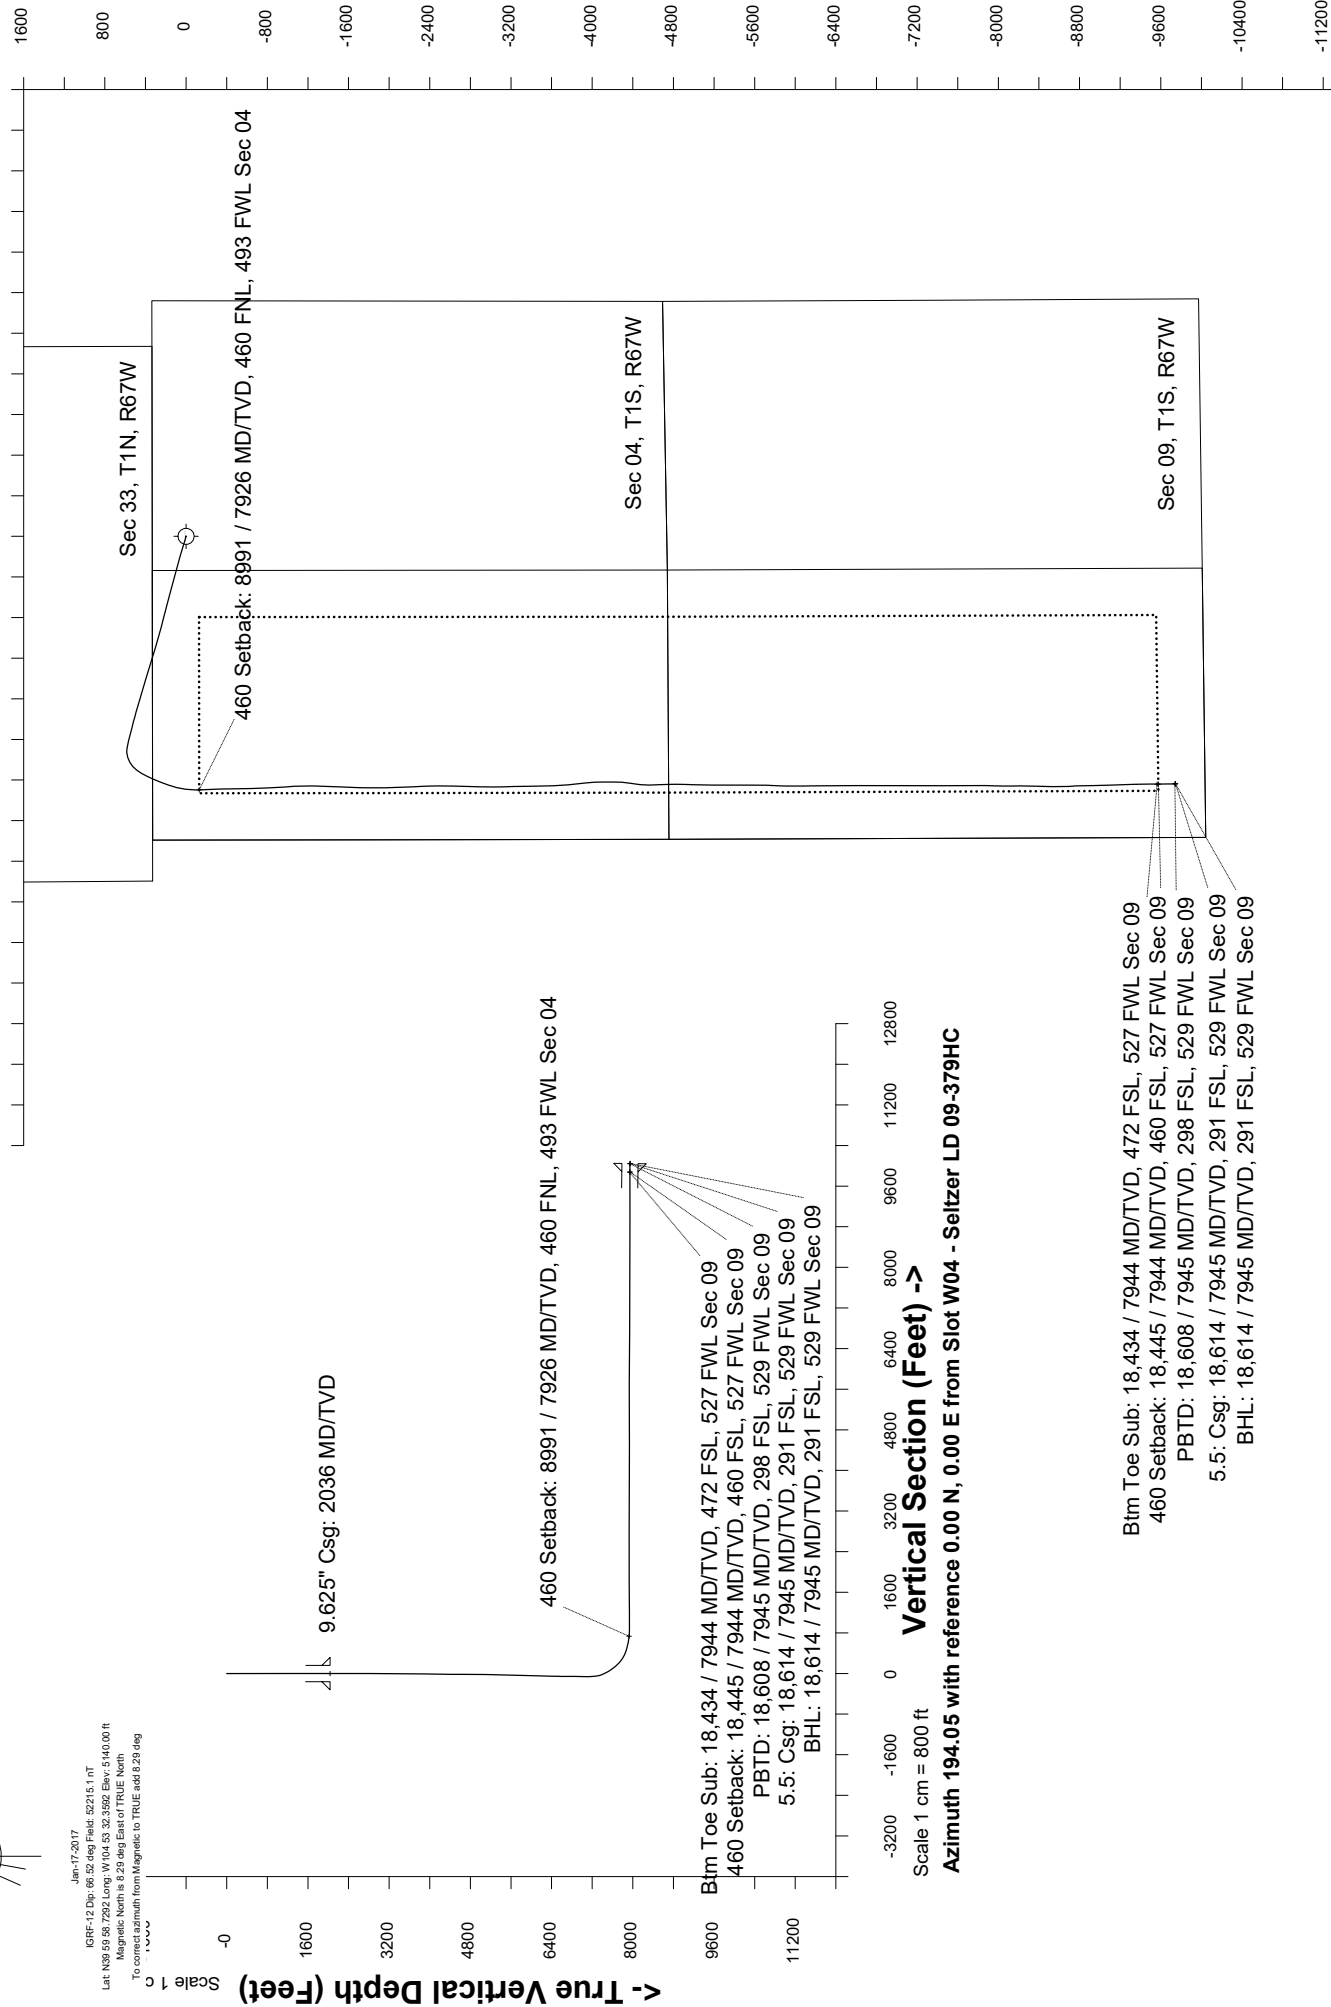 Jan-17-2017
IGRF-12 Dip: 66.52 deg Field: 52215.1 nT
Lat: N39 59 58.7292 Long: W104 53 32.3592 Elev: 5140.00 ft
Magnetic North is 8.29 deg East of TRUE North
To correct azimuth from Magnetic to TRUE add 8.29 deg
Scale 1 c
<- True Vertical Depth (Feet)
-0
1600
3200
4800
6400
8000
9600
11200
9.625" Csg: 2036 MD/TVD
460 Setback: 8991 / 7926 MD/TVD, 460 FNL, 493 FWL Sec 04
Btm Toe Sub: 18,434 / 7944 MD/TVD, 472 FSL, 527 FWL Sec 09
460 Setback: 18,445 / 7944 MD/TVD, 460 FSL, 527 FWL Sec 09
PBTD: 18,608 / 7945 MD/TVD, 298 FSL, 529 FWL Sec 09
5.5: Csg: 18,614 / 7945 MD/TVD, 291 FSL, 529 FWL Sec 09
BHL: 18,614 / 7945 MD/TVD, 291 FSL, 529 FWL Sec 09
-3200
-1600
0
1600
3200
4800
6400
8000
9600
11200
12800
Scale 1 cm = 800 ft
Vertical Section (Feet) ->
Azimuth 194.05 with reference 0.00 N, 0.00 E from Slot W04 - Seltzer LD 09-379HC
1600
800
0
-800
-1600
-2400
-3200
-4000
-4800
-5600
-6400
-7200
-8000
-8800
-9600
-10400
-11200
Sec 33, T1N, R67W
460 Setback: 8991 / 7926 MD/TVD, 460 FNL, 493 FWL Sec 04
Sec 04, T1S, R67W
Sec 09, T1S, R67W
Btm Toe Sub: 18,434 / 7944 MD/TVD, 472 FSL, 527 FWL Sec 09
460 Setback: 18,445 / 7944 MD/TVD, 460 FSL, 527 FWL Sec 09
PBTD: 18,608 / 7945 MD/TVD, 298 FSL, 529 FWL Sec 09
5.5: Csg: 18,614 / 7945 MD/TVD, 291 FSL, 529 FWL Sec 09
BHL: 18,614 / 7945 MD/TVD, 291 FSL, 529 FWL Sec 09